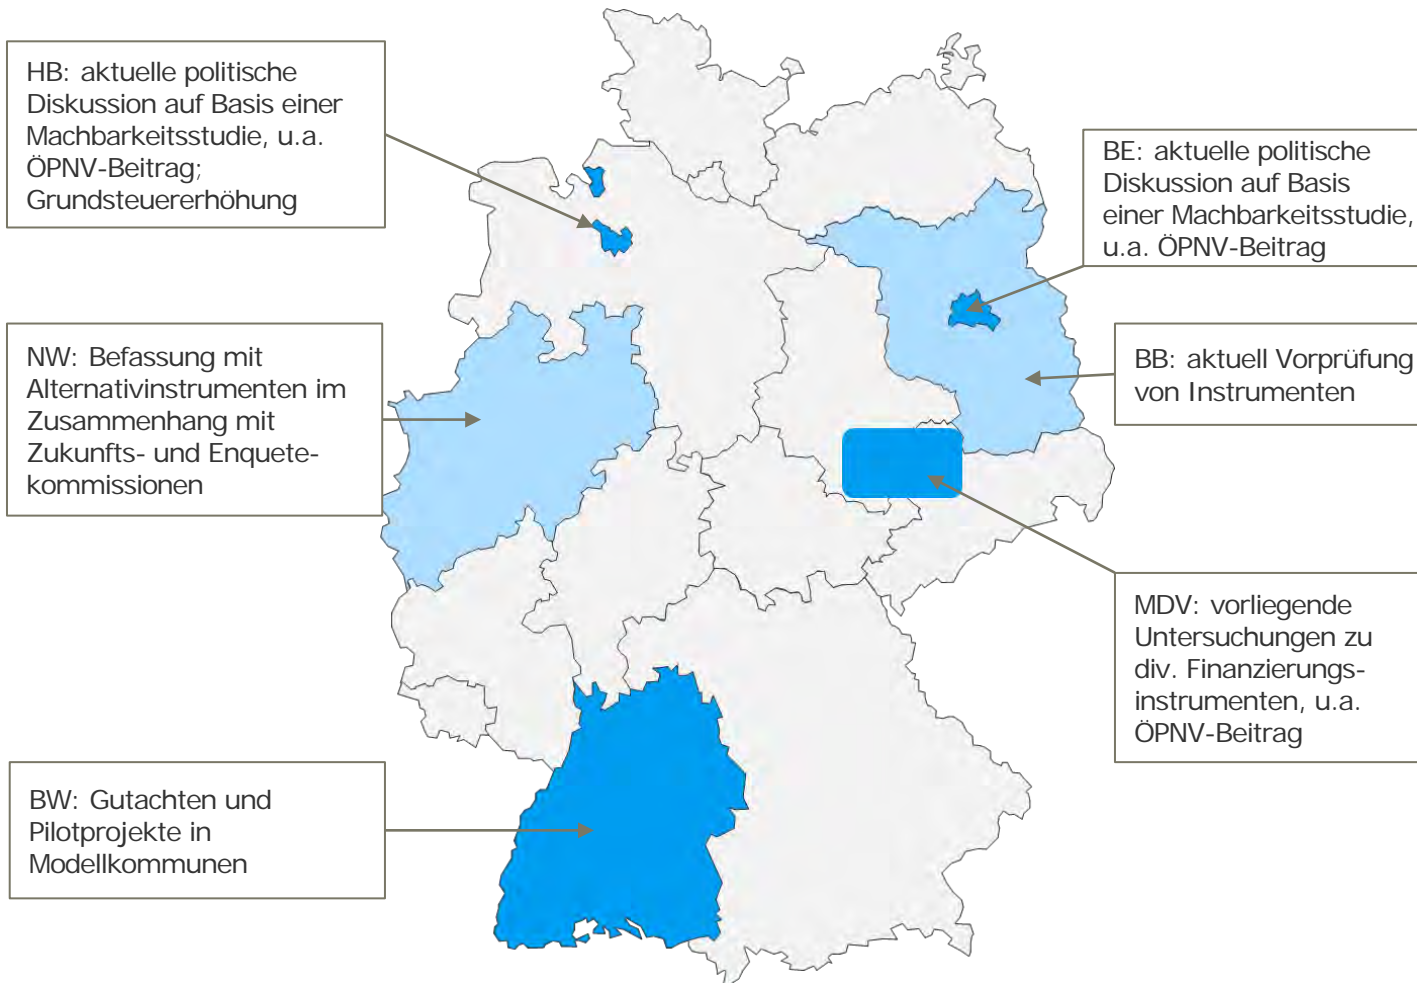 HB: aktuelle politische
Diskussion auf Basis einer
Machbarkeitsstudie, u.a.
ÖPNV-Beitrag;
Grundsteuererhöhung
BE: aktuelle politische
Diskussion auf Basis
einer Machbarkeitsstudie,
u.a. ÖPNV-Beitrag
NW: Befassung mit
Alternativinstrumenten im
Zusammenhang mit
Zukunfts- und Enquete-
kommissionen
BB: aktuell Vorprüfung
von Instrumenten
MDV: vorliegende
Untersuchungen zu
div. Finanzierungs-
instrumenten, u.a.
ÖPNV-Beitrag
BW: Gutachten und
Pilotprojekte in
Modellkommunen